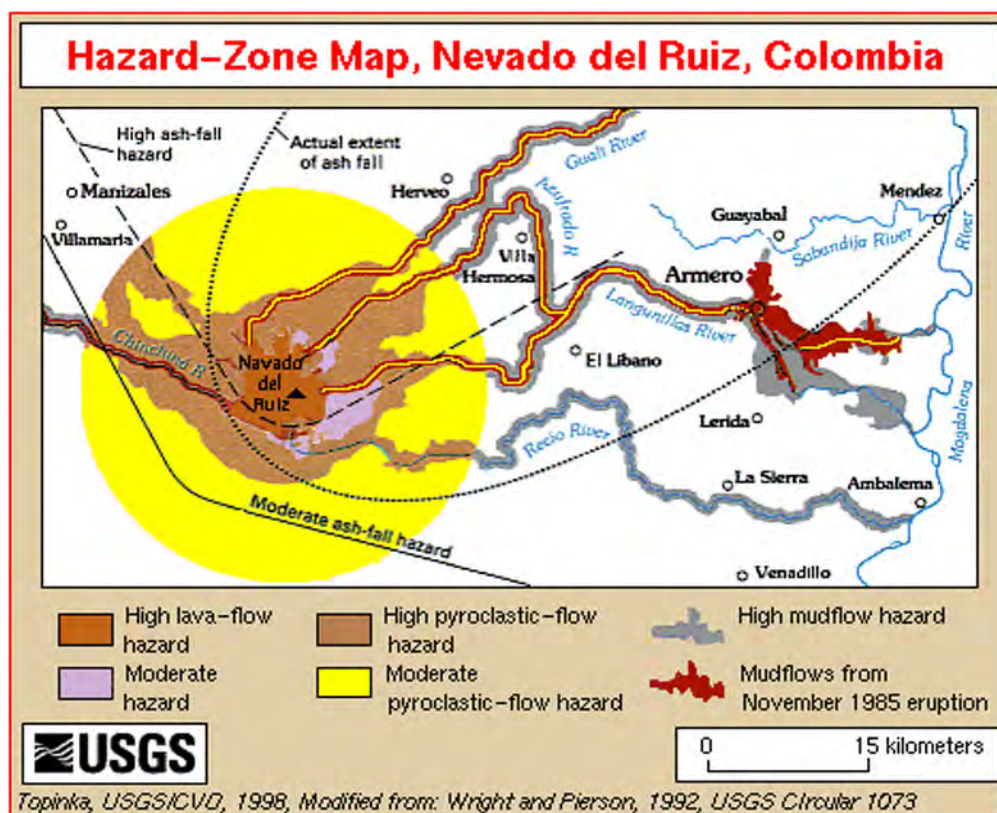 Hazard-Zone Map, Nevado del Ruiz, Colombia
High ash-fall
hazard
Actual extent
of ash fall
Manizales
Villamaria
Herveo
Guali River
Azufrado R
Villa
Hermosa
Guayabal
Mendez
Sabandija River
River
Armero
Langunillas
River
Chinchiná R
Navado
del
Ruiz
El Libano
Recio River
Lerida
Magdalena
La Sierra
Ambalema
Moderate ash-fall hazard
Venadillo
High lava-flow
hazard
High pyroclastic-flow
hazard
High mudflow hazard
Moderate
hazard
Moderate
pyroclastic-flow hazard
Mudflows from
November 1985 eruption
USGS
0 15 kilometers
Topinka, USGS/CVO, 1998, Modified from: Wright and Pierson, 1992, USGS Circular 1073